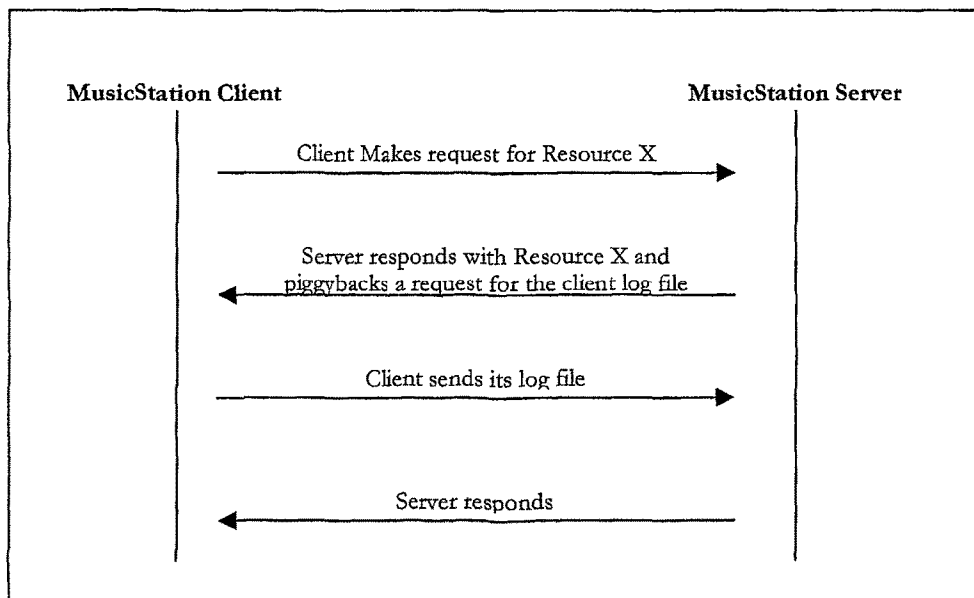 MusicStation Client
MusicStation Server
Client Makes request for Resource X
Server responds with Resource X and
piggybacks a request for the client log file
Client sends its log file
Server responds